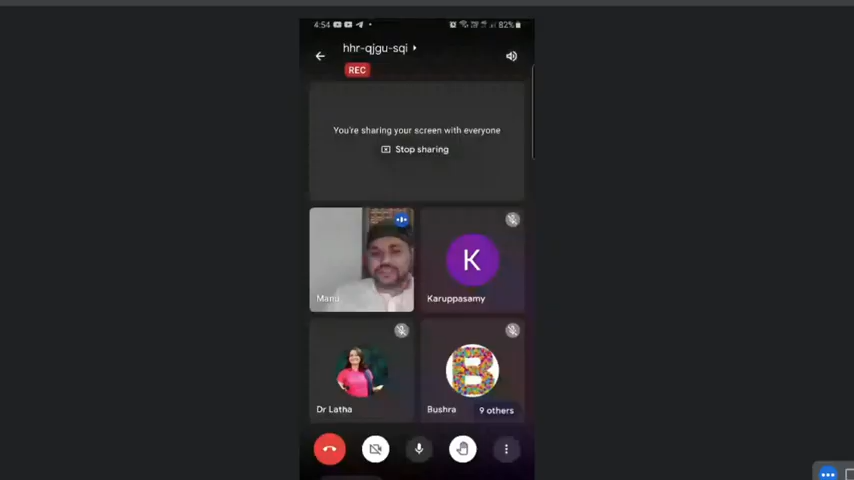 4:54
82%
hhr-qjgu-sqi
REC
You're sharing your screen with everyone
Stop sharing
Manu
K
Karuppasamy
Dr Latha
B
Bushra
9 others